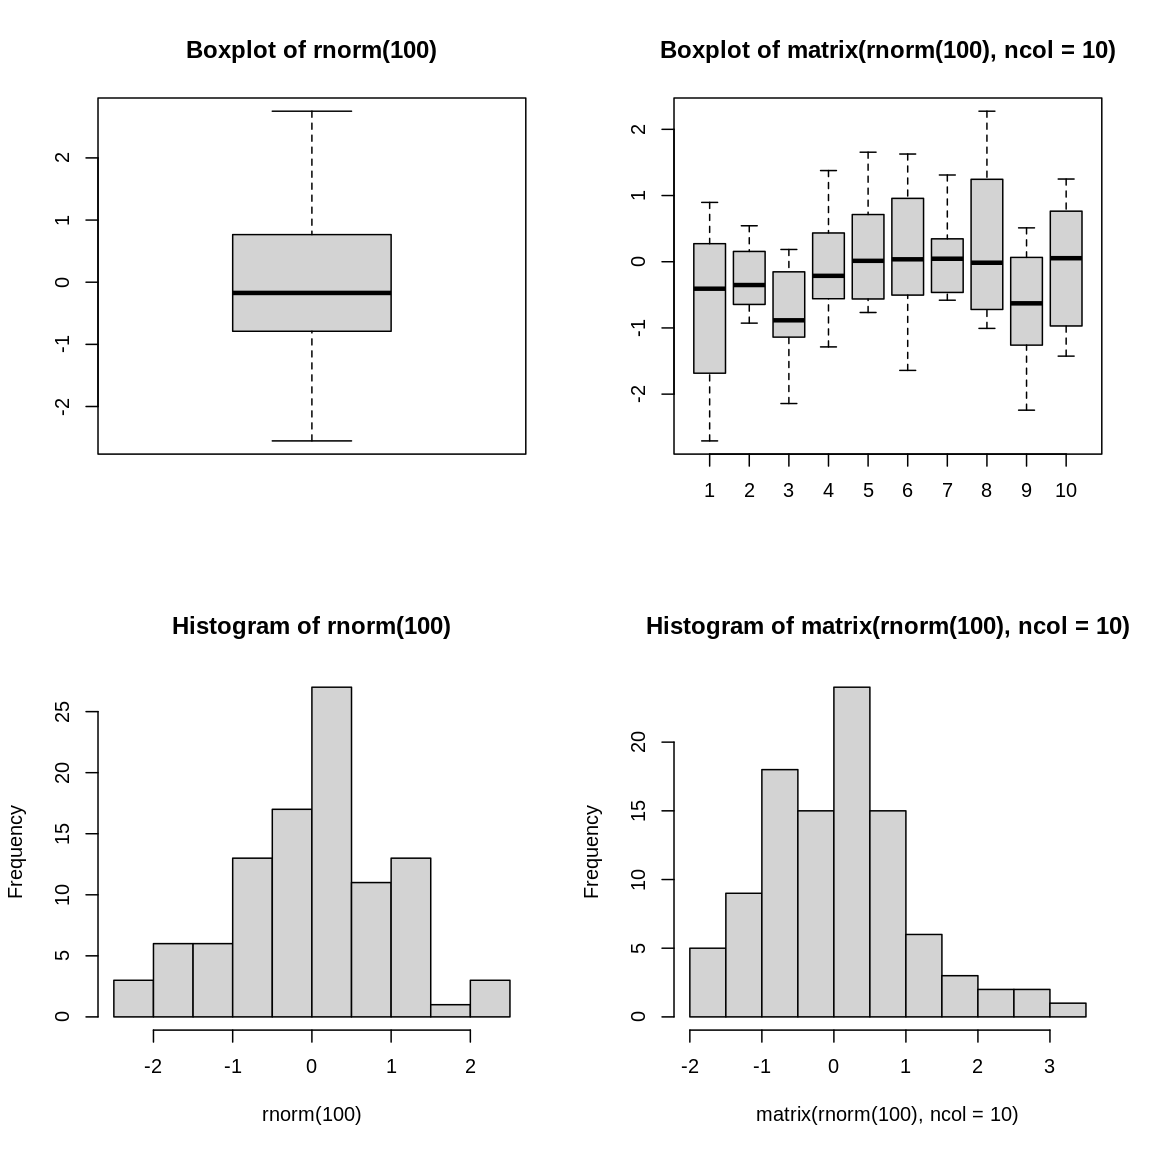 Boxplot of rnorm(100)
2
1
0
-1
-2
Boxplot of matrix(rnorm(100), ncol = 10)
2
1
0
-1
-2
1 2 3 4 5 6 7 8 9 10
Histogram of rnorm(100)
Frequency
25
20
15
10
5
0
-2 -1 0 1 2
rnorm(100)
Histogram of matrix(rnorm(100), ncol = 10)
Frequency
20
15
10
5
0
-2 -1 0 1 2 3
matrix(rnorm(100), ncol = 10)